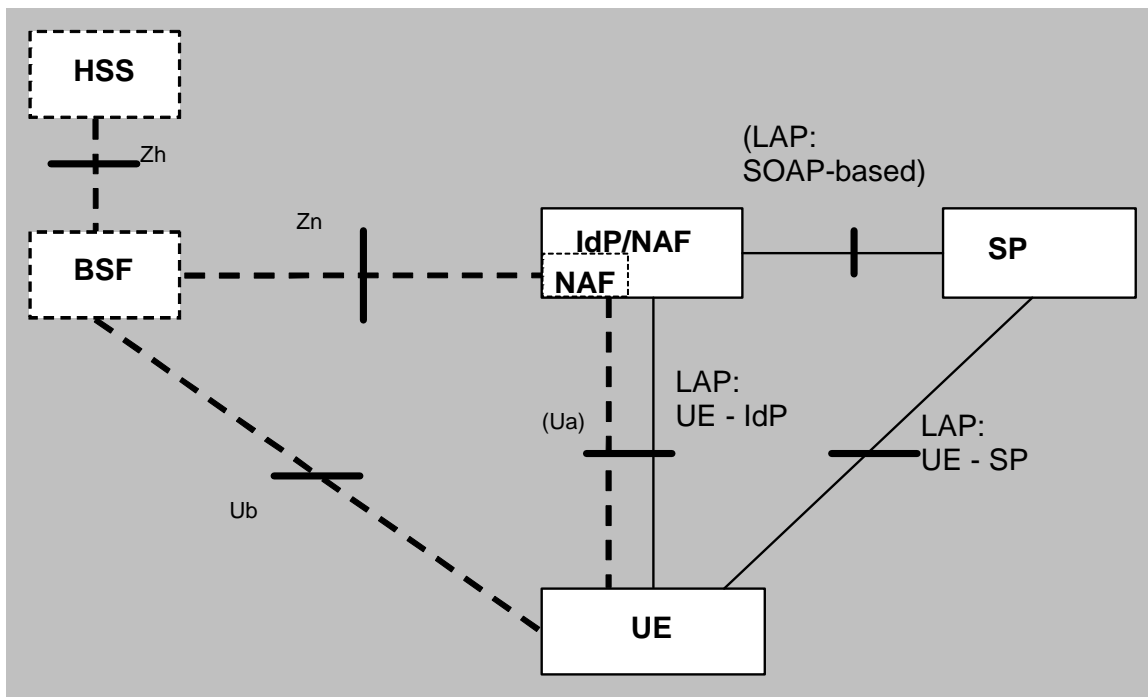 HSS
Zh
(LAP:
SOAP-based)
Zn
IdP/NAF
NAF
SP
BSF
LAP:
UE - IdP
(Ua)
LAP:
UE - SP
Ub
UE